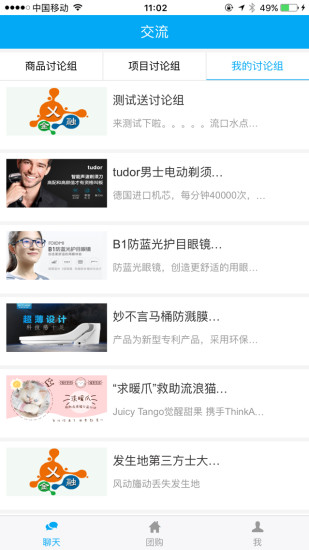 中国移动
11:02
89%
交流
商品讨论组
项目讨论组
我的讨论组
测试送讨论组
来测试下啦。。。。。流口水点…
tudor
智能声波剃须刀
tudor男士电动剃须…
德国进口机芯，每分钟40000次，…
B1防蓝光护目眼镜
B1防蓝光护目眼镜…
防蓝光眼镜，创造更舒适的用眼…
超薄设计
妙不言马桶防溅膜…
产品为新型专利产品，采用环保…
求暖爪
“求暖爪”救助流浪猫…
Juicy Tango觉醒甜果 携手ThinkA…
义
全
融
发生地第三方士大…
风动旛动丢失发生地
聊天
团购
我